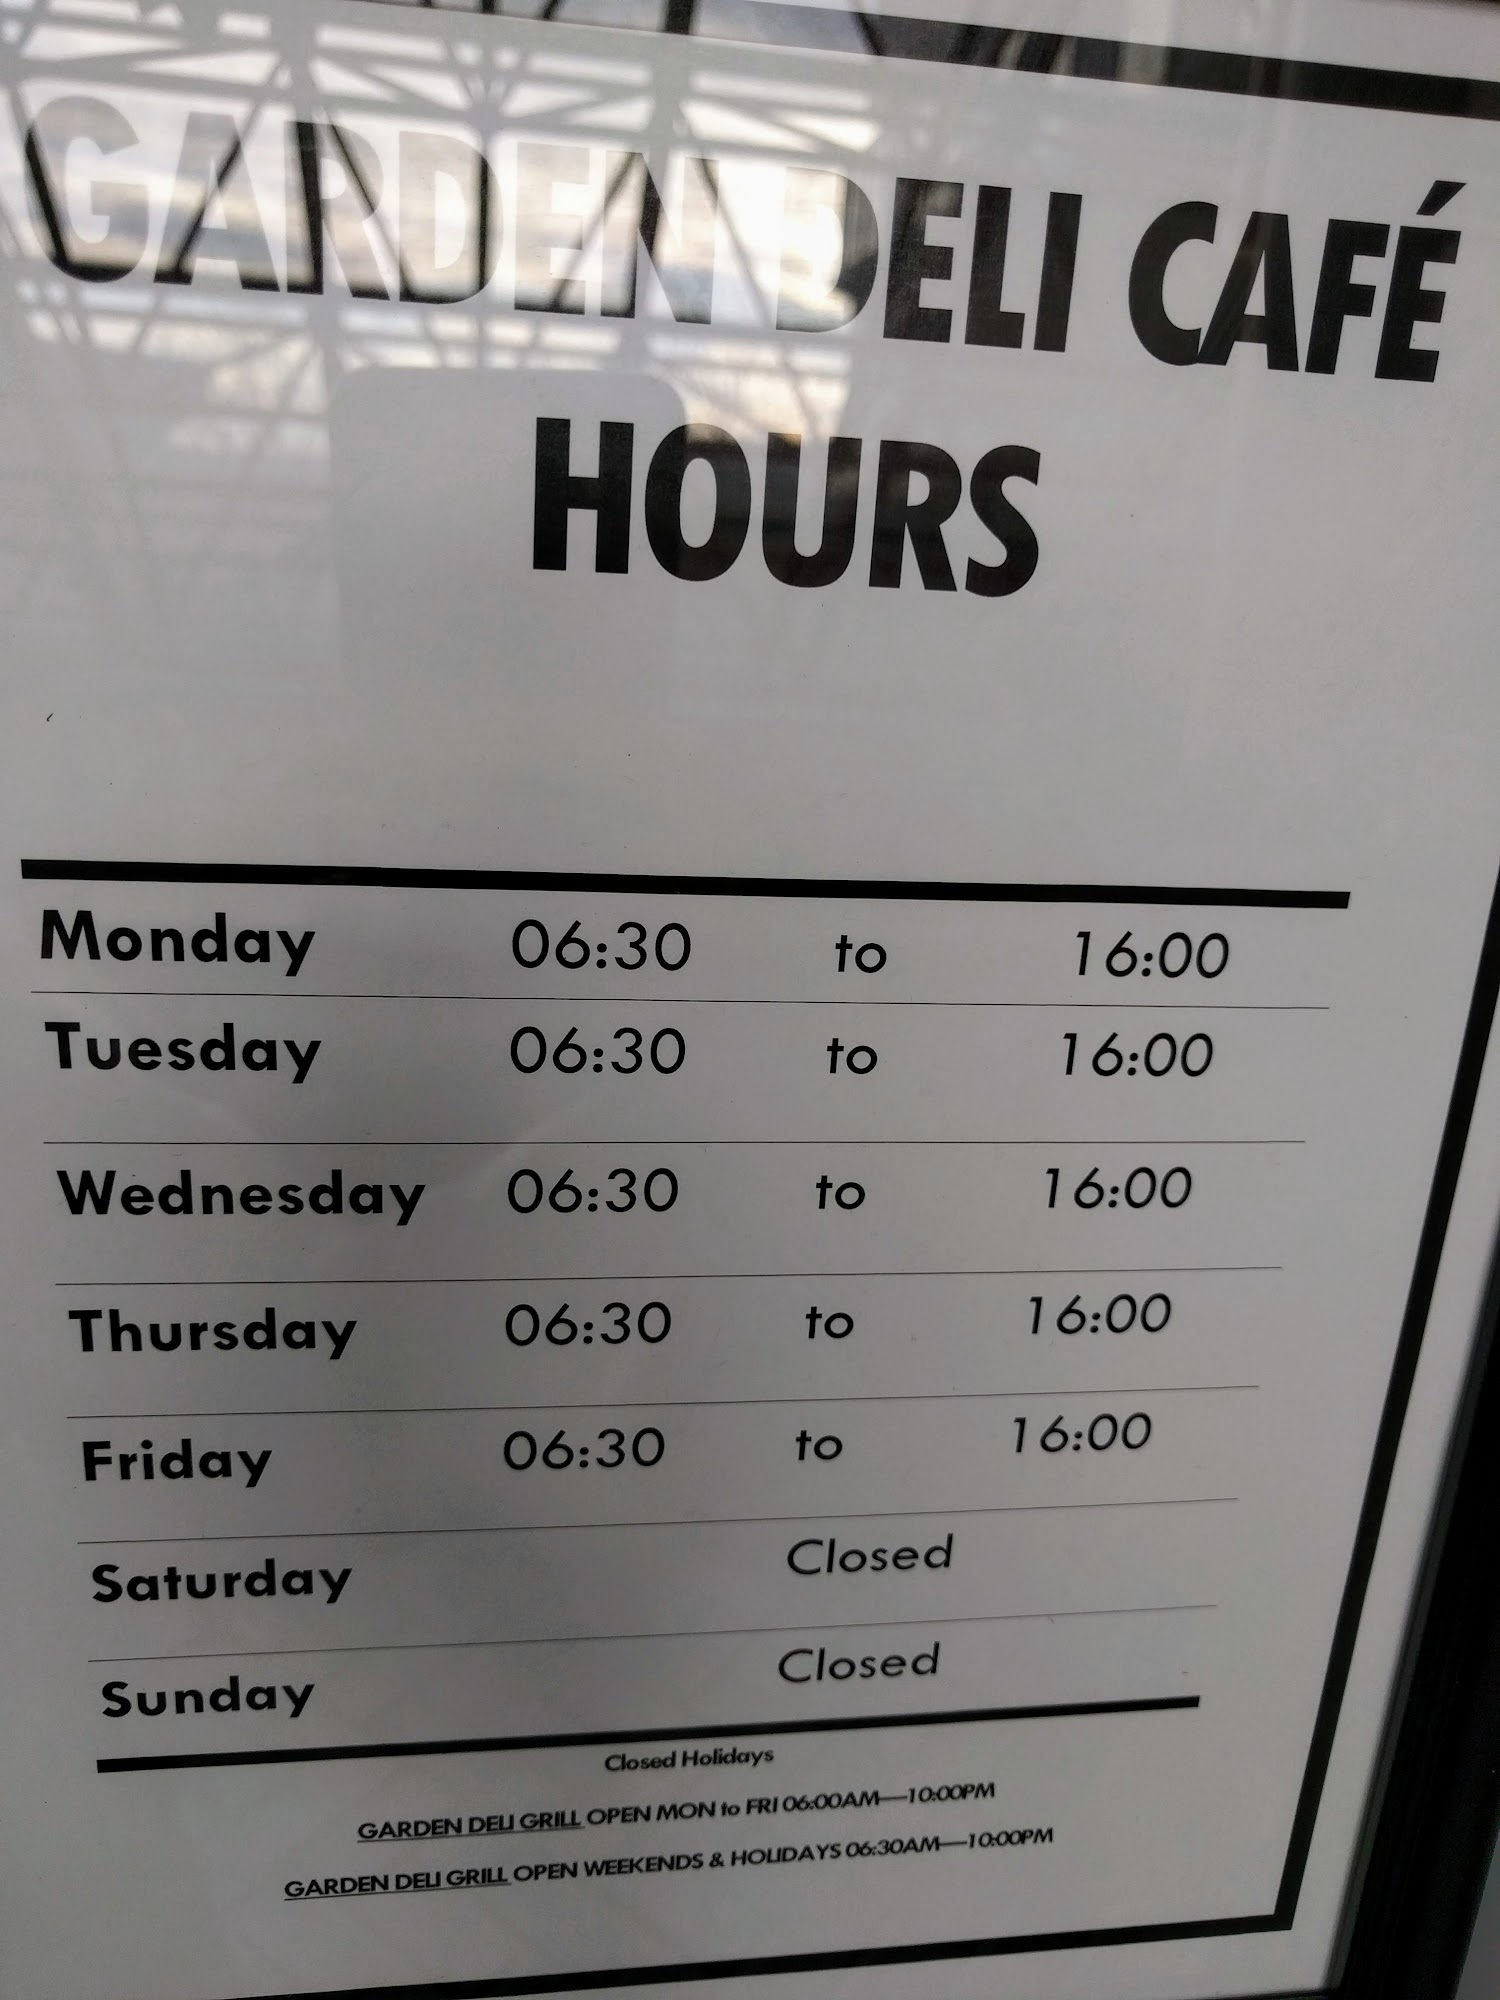 GARDEN DELI CAFÉ
HOURS
Monday 06:30 to 16:00
Tuesday 06:30 to 16:00
Wednesday 06:30 to 16:00
Thursday 06:30 to 16:00
Friday 06:30 to 16:00
Saturday Closed
Sunday Closed
Closed Holidays
GARDEN DELI GRILL OPEN MON to FRI 06:00AM—10:00PM
GARDEN DELI GRILL OPEN WEEKENDS & HOLIDAYS 06:30AM—10:00PM